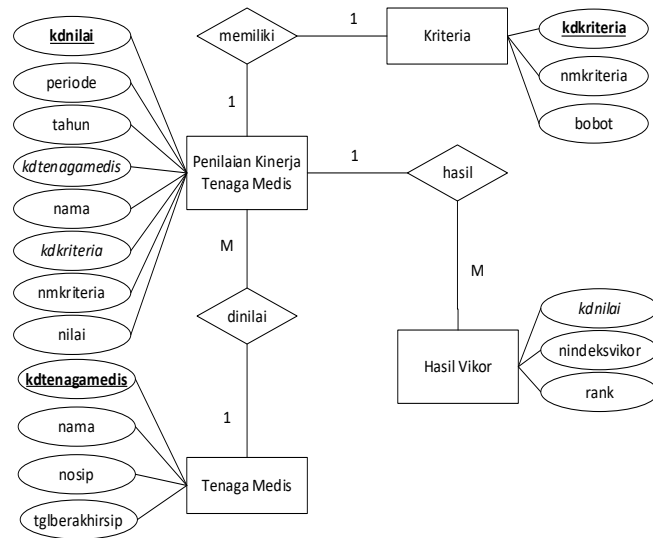 kdnilai
periode
tahun
kdtenagamedis
nama
kdkriteria
nmkriteria
nilai
kdtenagamedis
nama
nosip
tglberakhirsip
memiliki
1
1
Kriteria
kdkriteria
nmkriteria
bobot
Penilaian Kinerja
Tenaga Medis
1
hasil
M
M
dinilai
1
Tenaga Medis
Hasil Vikor
kdnilai
nindeksvikor
rank